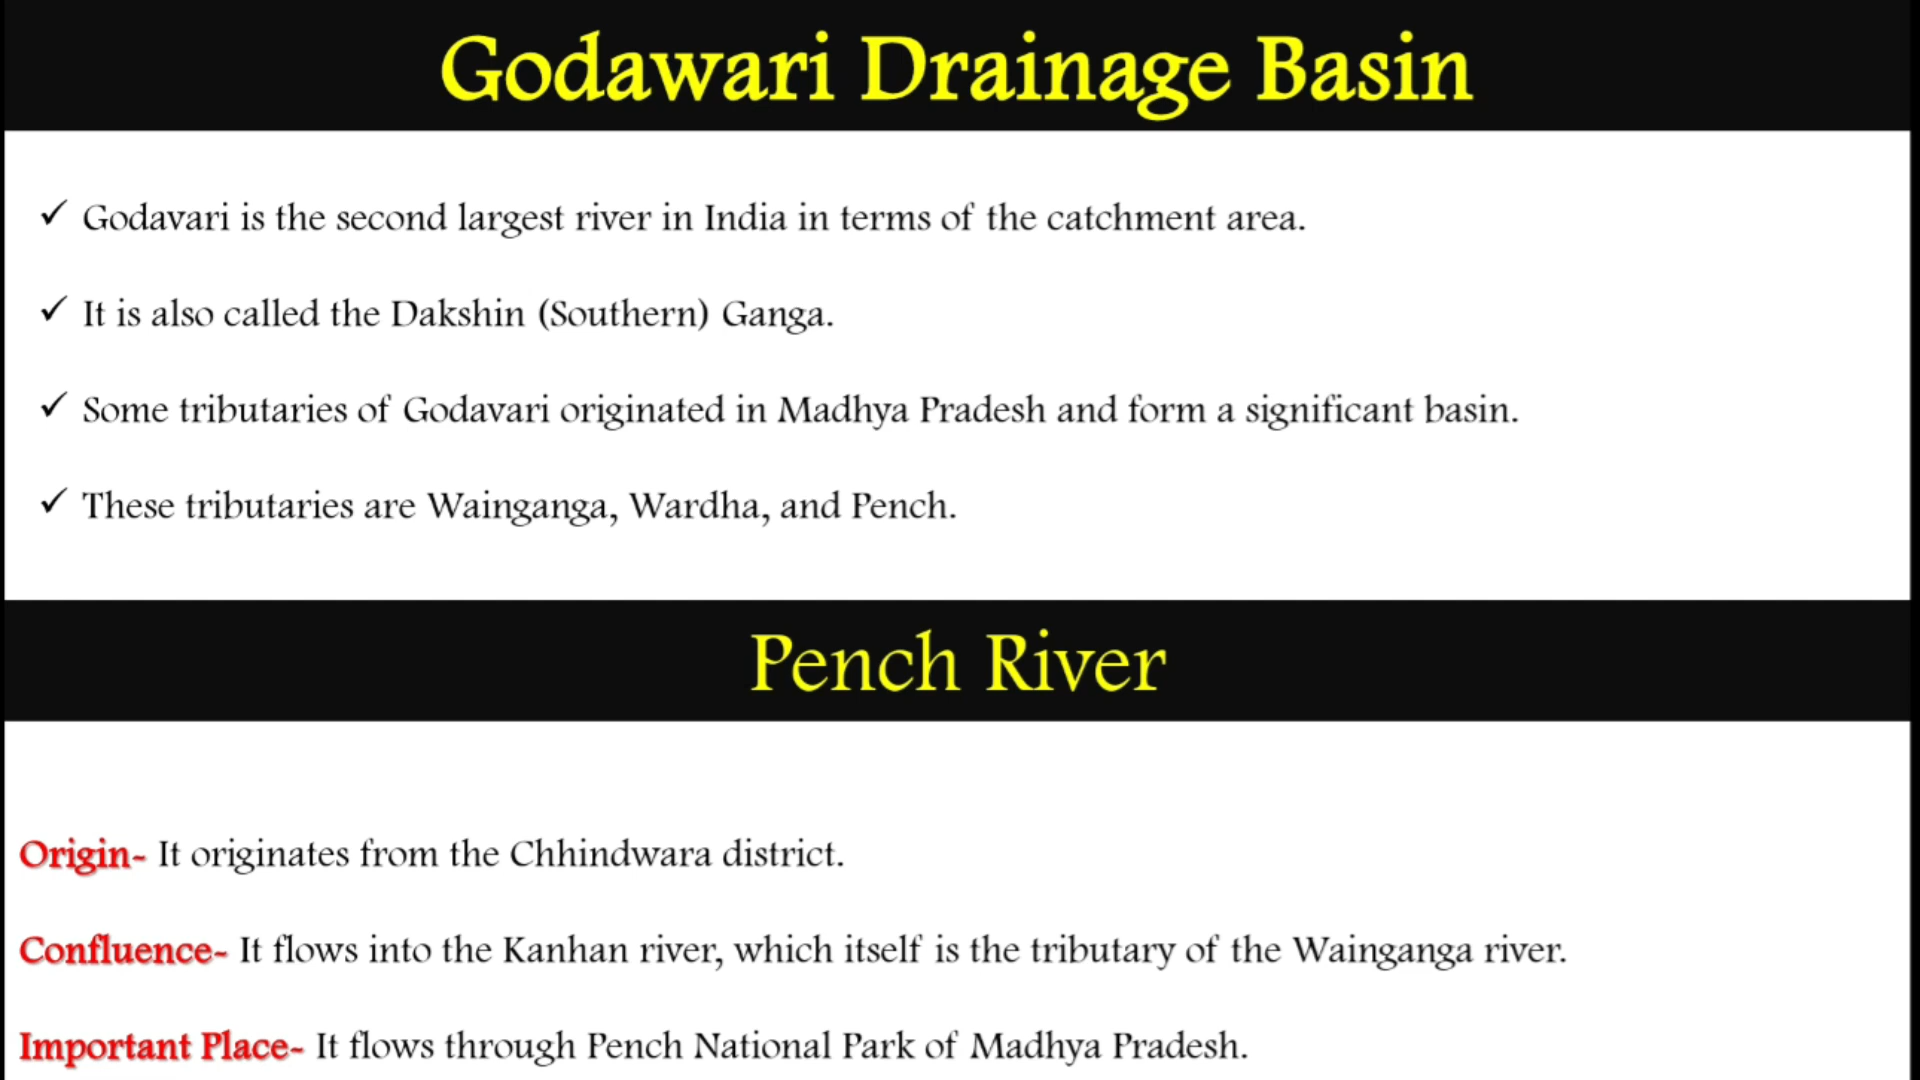 Godawari Drainage Basin
✓ Godavari is the second largest river in India in terms of the catchment area.
✓ It is also called the Dakshin (Southern) Ganga.
✓ Some tributaries of Godavari originated in Madhya Pradesh and form a significant basin.
✓ These tributaries are Wainganga, Wardha, and Pench.
Pench River
Origin- It originates from the Chhindwara district.
Confluence- It flows into the Kanhan river, which itself is the tributary of the Wainganga river.
Important Place- It flows through Pench National Park of Madhya Pradesh.